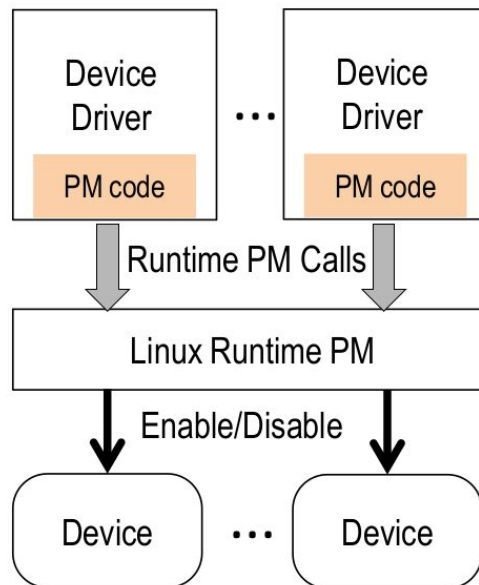 Device
Driver
PM code
...
Device
Driver
PM code
Runtime PM Calls
Linux Runtime PM
Enable/Disable
Device
...
Device